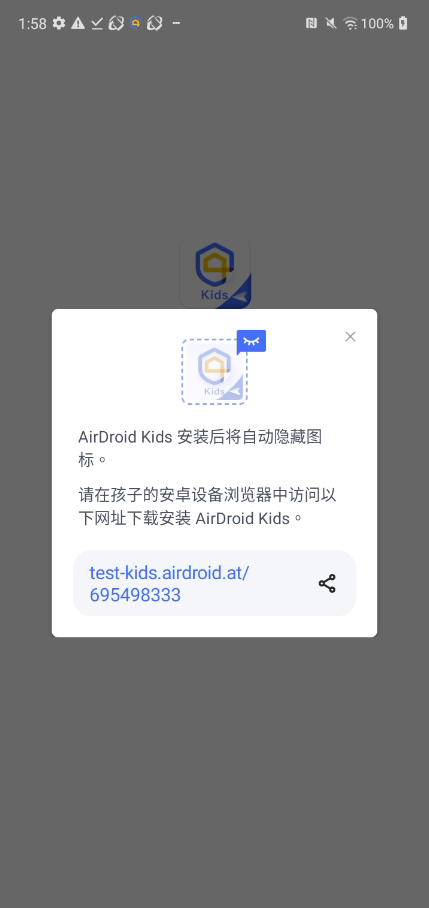 1:58
100%
Kids
Kids
AirDroid Kids 安装后将自动隐藏图
标。
请在孩子的安卓设备浏览器中访问以
下网址下载安装 AirDroid Kids。
test-kids.airdroid.at/
695498333